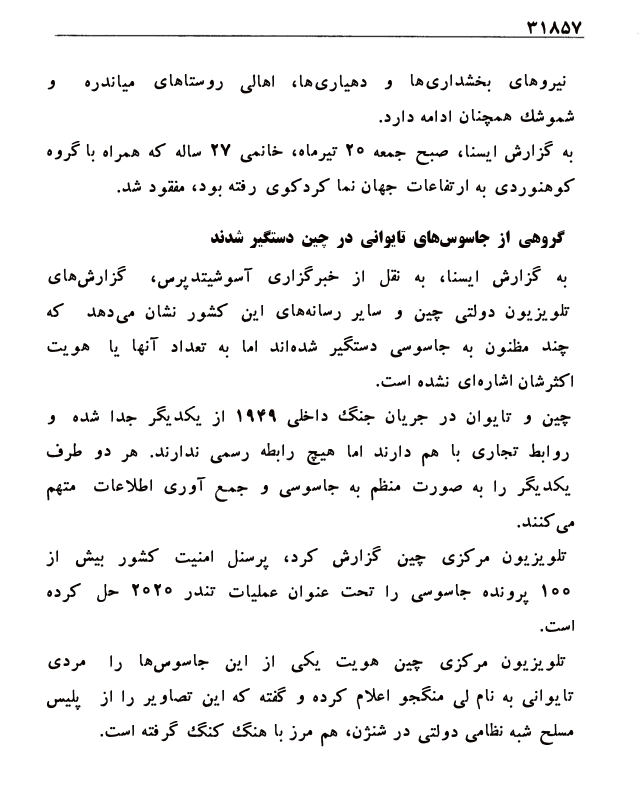 ۳۱۸۵۷
نیروهای بخشداری‌ها و دهیاری‌ها، اهالی روستاهای میاندره و
شموشک همچنان ادامه دارد.
به گزارش ایسنا، صبح جمعه ۲۵ تیرماه، خانمی ۲۷ ساله که همراه با گروه
کوهنوردی به ارتفاعات جهان نما کردکوی رفته بود، مفقود شد.
گروهی از جاسوس‌های تایوانی در چین دستگیر شدند
به گزارش ایسنا، به نقل از خبرگزاری آسوشیتدپرس، گزارش‌های
تلویزیون دولتی چین و سایر رسانه‌های این کشور نشان می‌دهد که
چند مظنون به جاسوسی دستگیر شده‌اند اما به تعداد آنها یا هویت
اکثرشان اشاره‌ای نشده است.
چین و تایوان در جریان جنگ داخلی ۱۹۴۹ از یکدیگر جدا شده و
روابط تجاری با هم دارند اما هیچ رابطه رسمی ندارند. هر دو طرف
یکدیگر را به صورت منظم به جاسوسی و جمع آوری اطلاعات متهم
می‌کنند.
تلویزیون مرکزی چین گزارش کرد، پرسنل امنیت کشور بیش از
۱۰۰ پرونده جاسوسی را تحت عنوان عملیات تندر ۲۰۲۰ حل کرده
است.
تلویزیون مرکزی چین هویت یکی از این جاسوس‌ها را مردی
تایوانی به نام لی منگجو اعلام کرده و گفته که این تصاویر را از پلیس
مسلح شبه نظامی دولتی در شنژن، هم مرز با هنگ کنگ گرفته است.